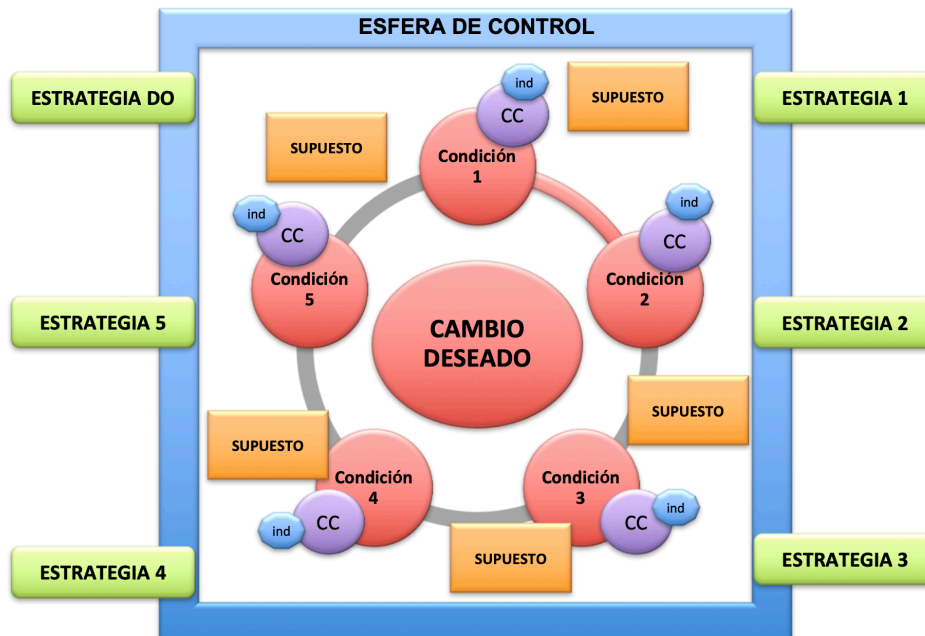 ESFERA DE CONTROL
ESTRATEGIA DO
ind
SUPUESTO
ESTRATEGIA 1
CC
SUPUESTO
Condición
1
ind
CC
ind
CC
Condición
5
Condición
2
ESTRATEGIA 5
CAMBIO
DESEADO
ESTRATEGIA 2
SUPUESTO
SUPUESTO
Condición
4
Condición
3
CC
ind
CC
ind
SUPUESTO
ESTRATEGIA 4
ESTRATEGIA 3